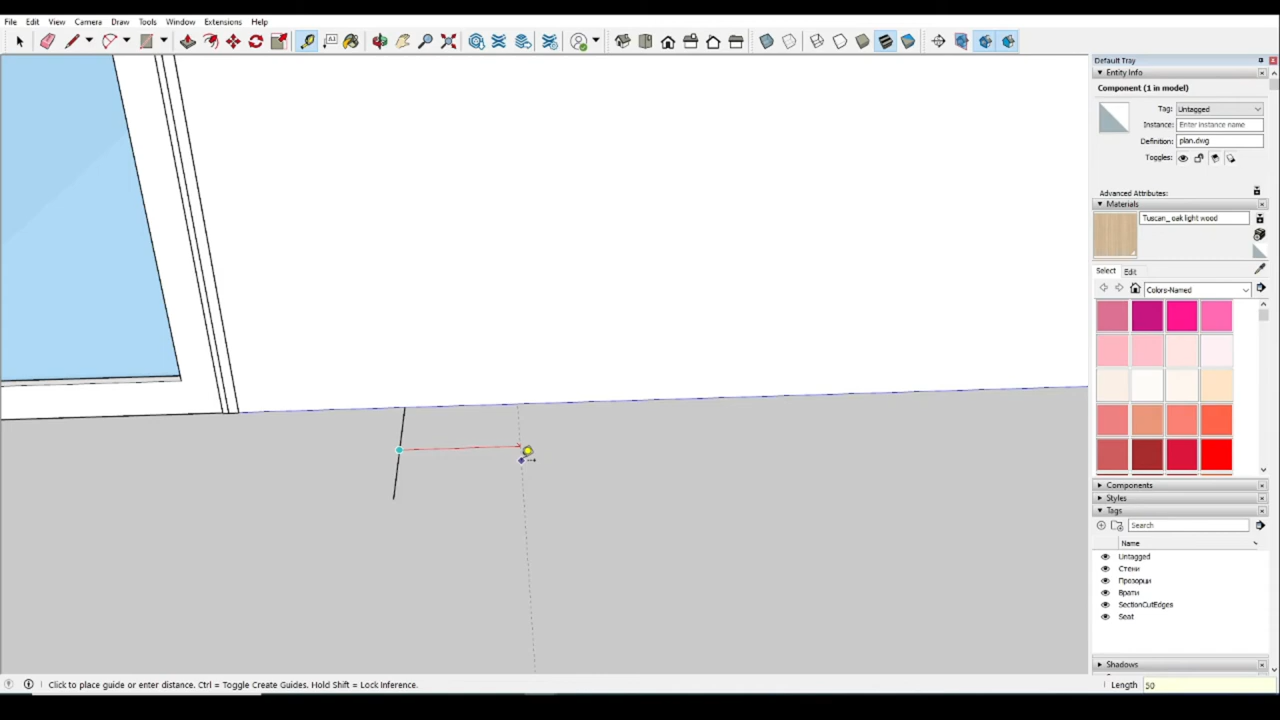 File Edit View Camera Draw Tools Window Extensions Help
Default Tray
Entity Info
Component (1 in model)
Tag: Untagged
Instance: Enter instance name
Definition: plan.dwg
Toggles:
Advanced Attributes:
Materials
Tuscan_ oak light wood
Select Edit
Colors-Named
Components
Styles
Tags
Search
Name
Untagged
Стени
Прозорци
Врати
SectionCutEdges
Seat
Shadows
Click to place guide or enter distance. Ctrl = Toggle Create Guides. Hold Shift = Lock Inference.
Length 50